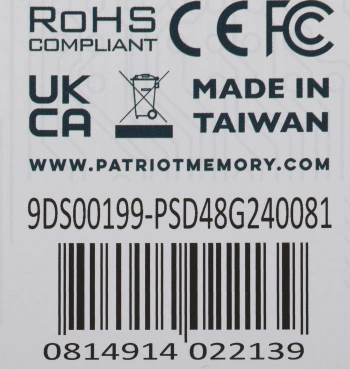 RoHS
COMPLIANT
CE FC
UK
CA
MADE IN
TAIWAN
WWW.PATRIOTMEMORY.COM
9DS00199-PSD48G240081
0814914 022139